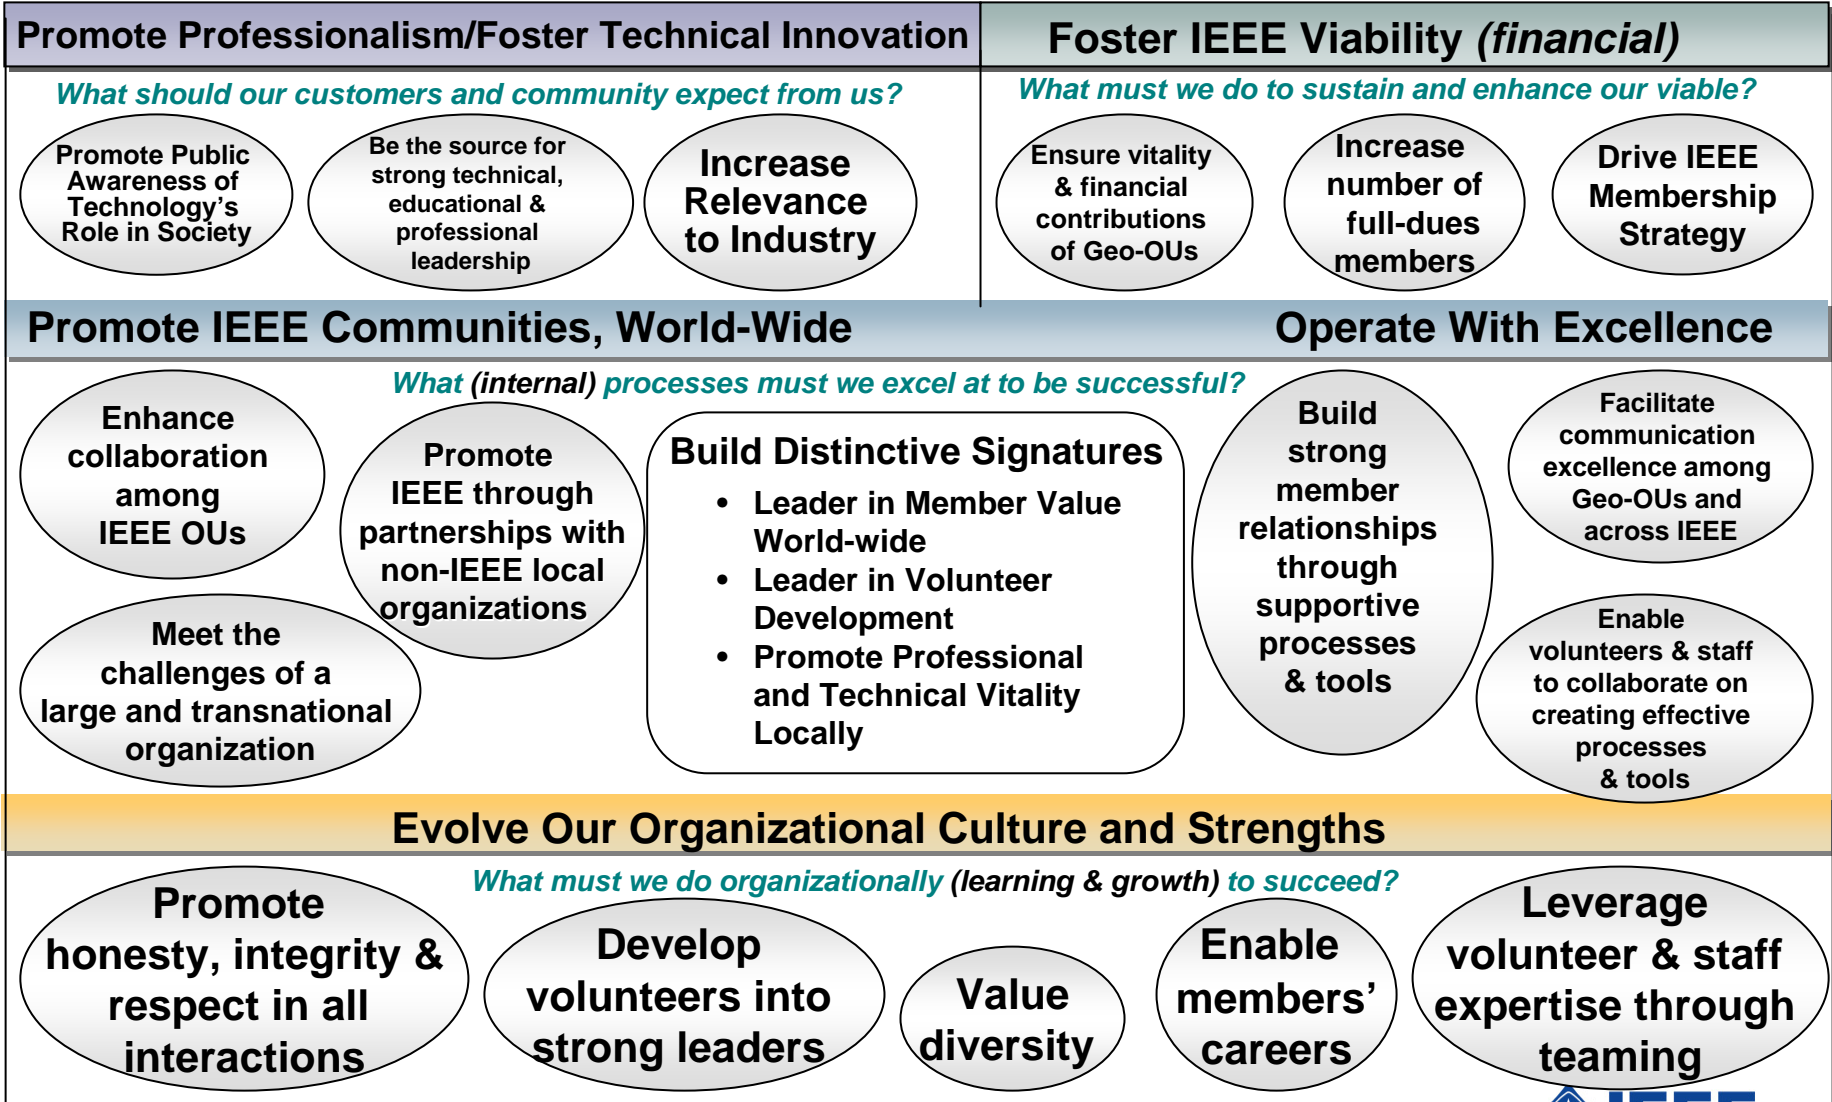 Promote Professionalism/Foster Technical Innovation
Foster IEEE Viability (financial)
What should our customers and community expect from us?
What must we do to sustain and enhance our viable?
Promote Public
Awareness of
Technology's
Role in Society
Be the source for
strong technical,
educational &
professional
leadership
Increase
Relevance
to Industry
Ensure vitality
& financial
contributions
of Geo-OUs
Increase
number of
full-dues
members
Drive IEEE
Membership
Strategy
Promote IEEE Communities, World-Wide
Operate With Excellence
What (internal) processes must we excel at to be successful?
Enhance
collaboration
among
IEEE OUs
Meet the
challenges of a
large and transnational
organization
Promote
IEEE through
partnerships with
non-IEEE local
organizations
Build Distinctive Signatures
• Leader in Member Value
World-wide
• Leader in Volunteer
Development
• Promote Professional
and Technical Vitality
Locally
Build
strong
member
relationships
through
supportive
processes
& tools
Facilitate
communication
excellence among
Geo-OUs and
across IEEE
Enable
volunteers & staff
to collaborate on
creating effective
processes
& tools
Evolve Our Organizational Culture and Strengths
What must we do organizationally (learning & growth) to succeed?
Promote
honesty, integrity &
respect in all
interactions
Develop
volunteers into
strong leaders
Value
diversity
Enable
members'
careers
Leverage
volunteer & staff
expertise through
teaming
IEEE